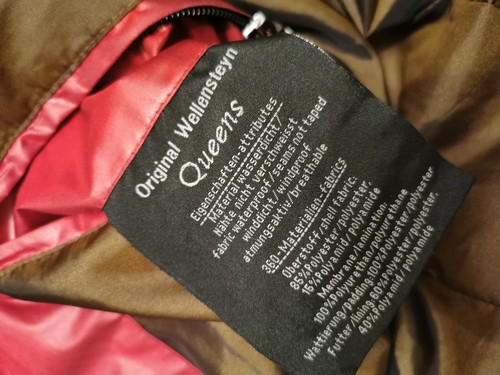 Original Wellensteyn
Queens
Eigenschaften-attributes
Material wasserdicht/
Nähte nicht verschweisst
fabric waterproof/ seams not taped
winddicht/ windproof
atmungsaktiv/breathable
360-Materialien-fabrics
Oberstoff/shell fabric:
85%Polyester/polyester,
15%Polyamid/polyamide
Membrane/lamination:
100%Polyurethan/polyurethane
Wattierung/padding:100%Polyester/polyester
Futter/lining 60%Polyester/polyester.
40%Polyamid/ polyamide